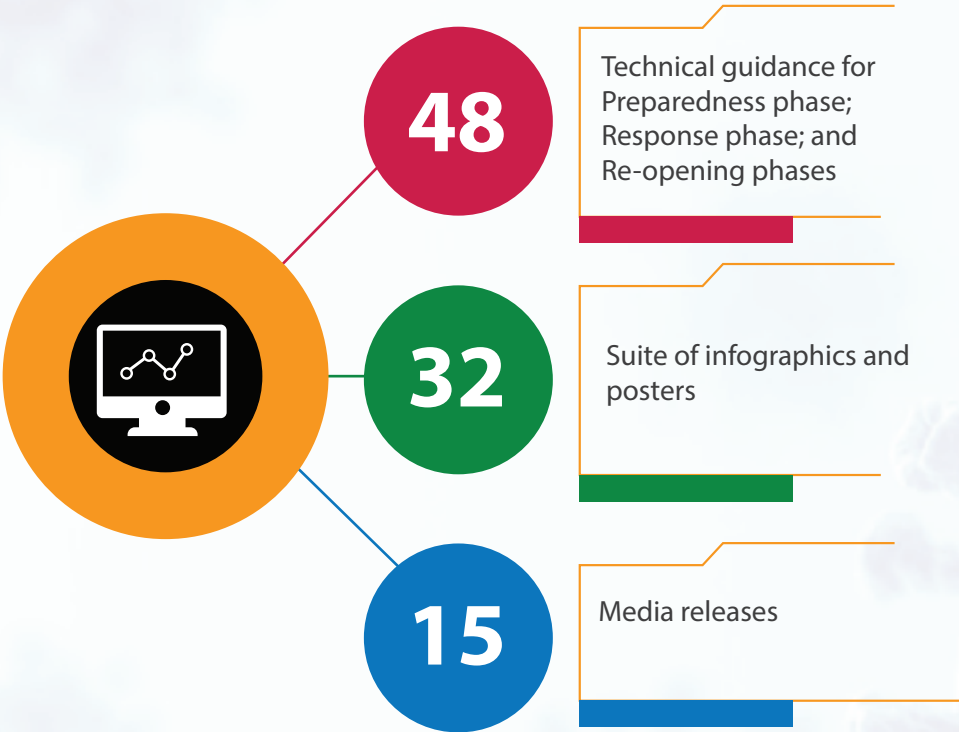 48
Technical guidance for
Preparedness phase;
Response phase; and
Re-opening phases
32
Suite of infographics and
posters
15
Media releases